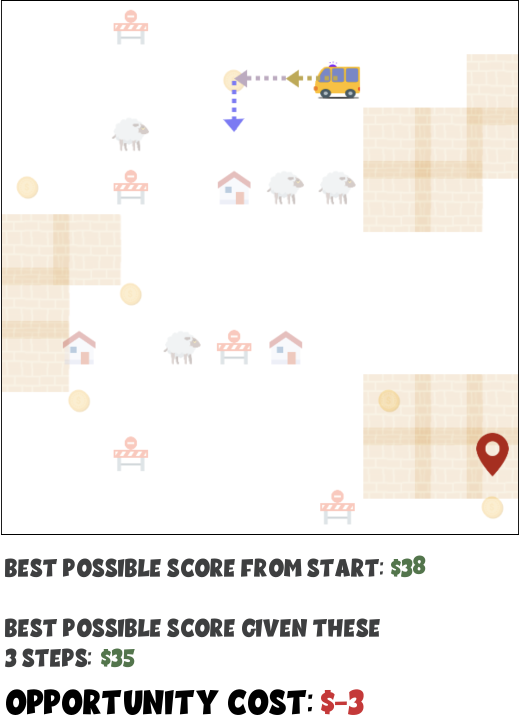 BEST POSSIBLE SCORE FROM START: $38
BEST POSSIBLE SCORE GIVEN THESE
3 STEPS: $35
OPPORTUNITY COST: $-3